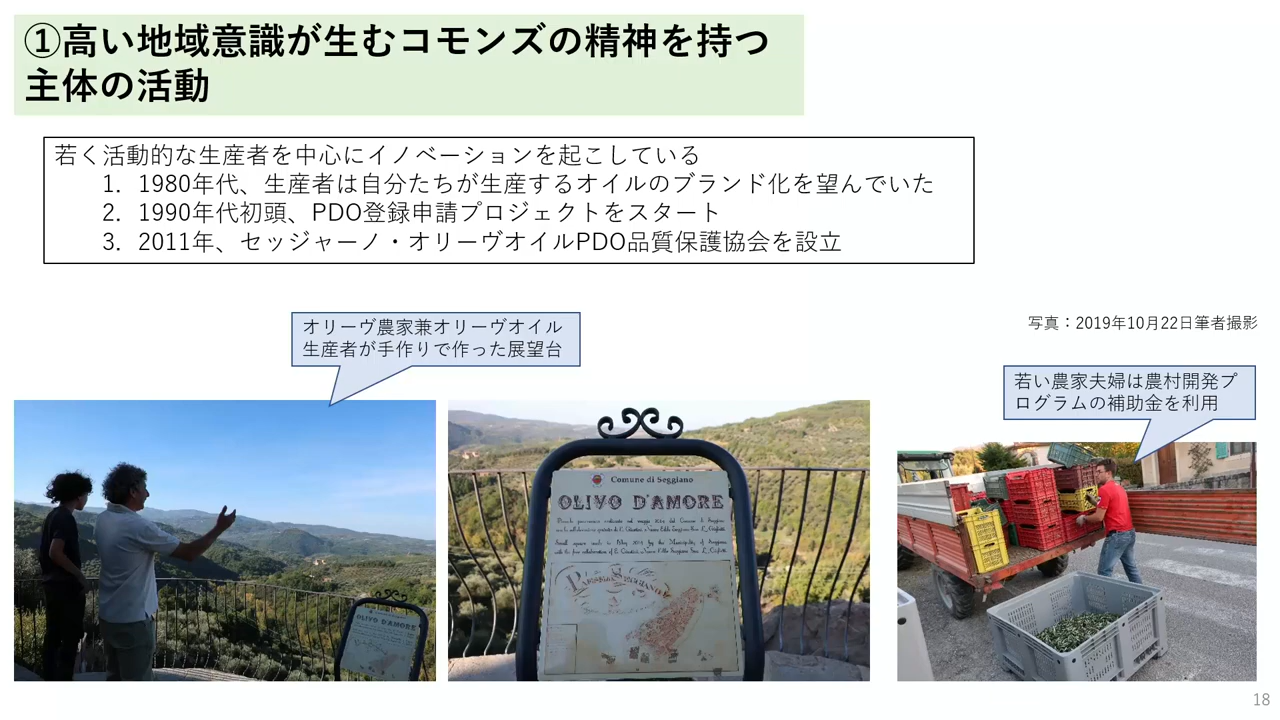 ①高い地域意識が生むコモンズの精神を持つ
主体の活動
若く活動的な生産者を中心にイノベーションを起こしている
1. 1980年代、生産者は自分たちが生産するオイルのブランド化を望んでいた
2. 1990年代初頭、PDO登録申請プロジェクトをスタート
3. 2011年、セッジャーノ・オリーヴオイルPDO品質保護協会を設立
オリーヴ農家兼オリーヴオイル
生産者が手作りで作った展望台
写真：2019年10月22日筆者撮影
若い農家夫婦は農村開発プ
ログラムの補助金を利用
Comune di Seggiano
OLIVO D'AMORE
OLIVO D'AMORE
18